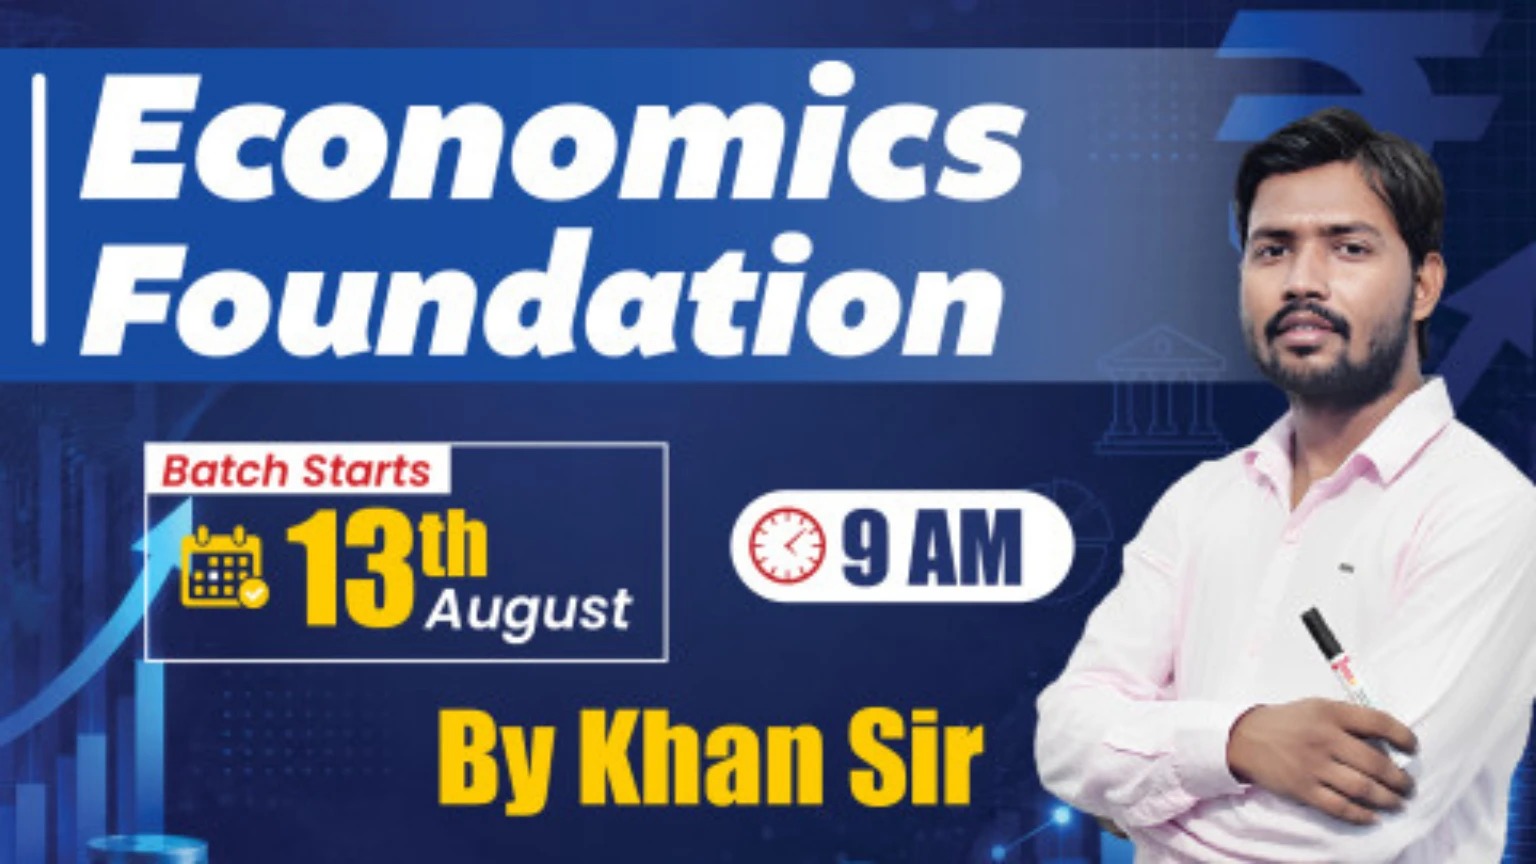 Economics
Foundation
Batch Starts
13th
August
9 AM
By Khan Sir